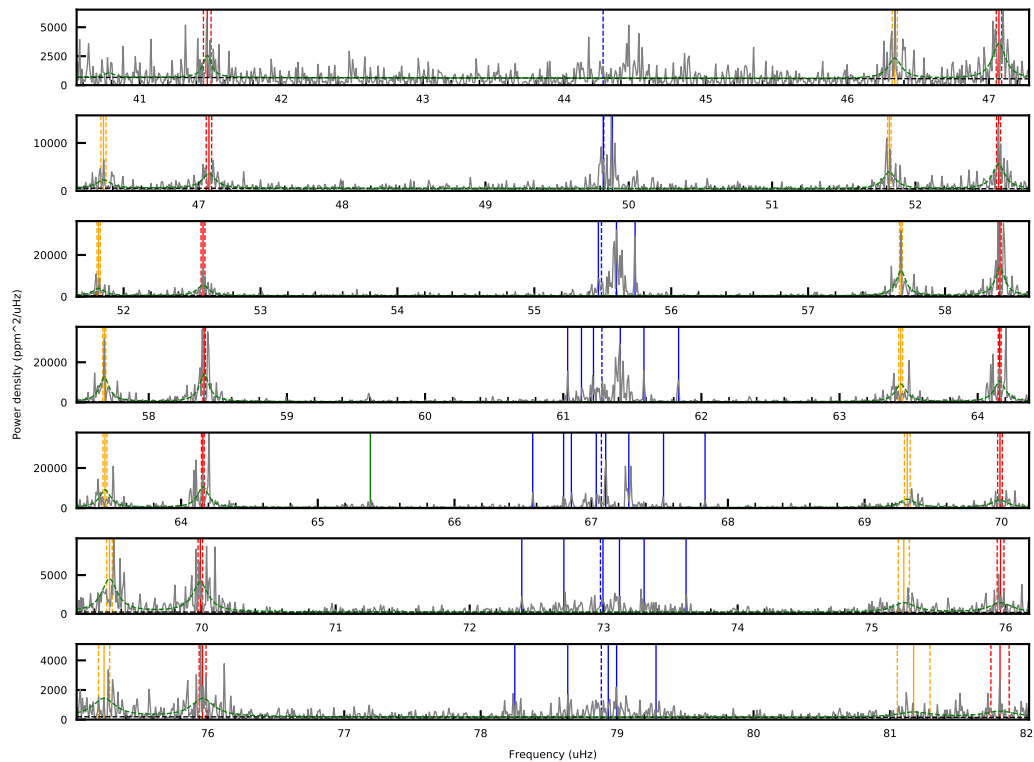 5000
2500
0
41 42 43 44 45 46 47
10000
0
47 48 49 50 51 52
20000
0
52 53 54 55 56 57 58
20000
0
58 59 60 61 62 63 64
20000
0
64 65 66 67 68 69 70
5000
0
70 71 72 73 74 75 76
4000
2000
0
76 77 78 79 80 81 82
Power density (ppm^2/uHz)
Frequency (uHz)